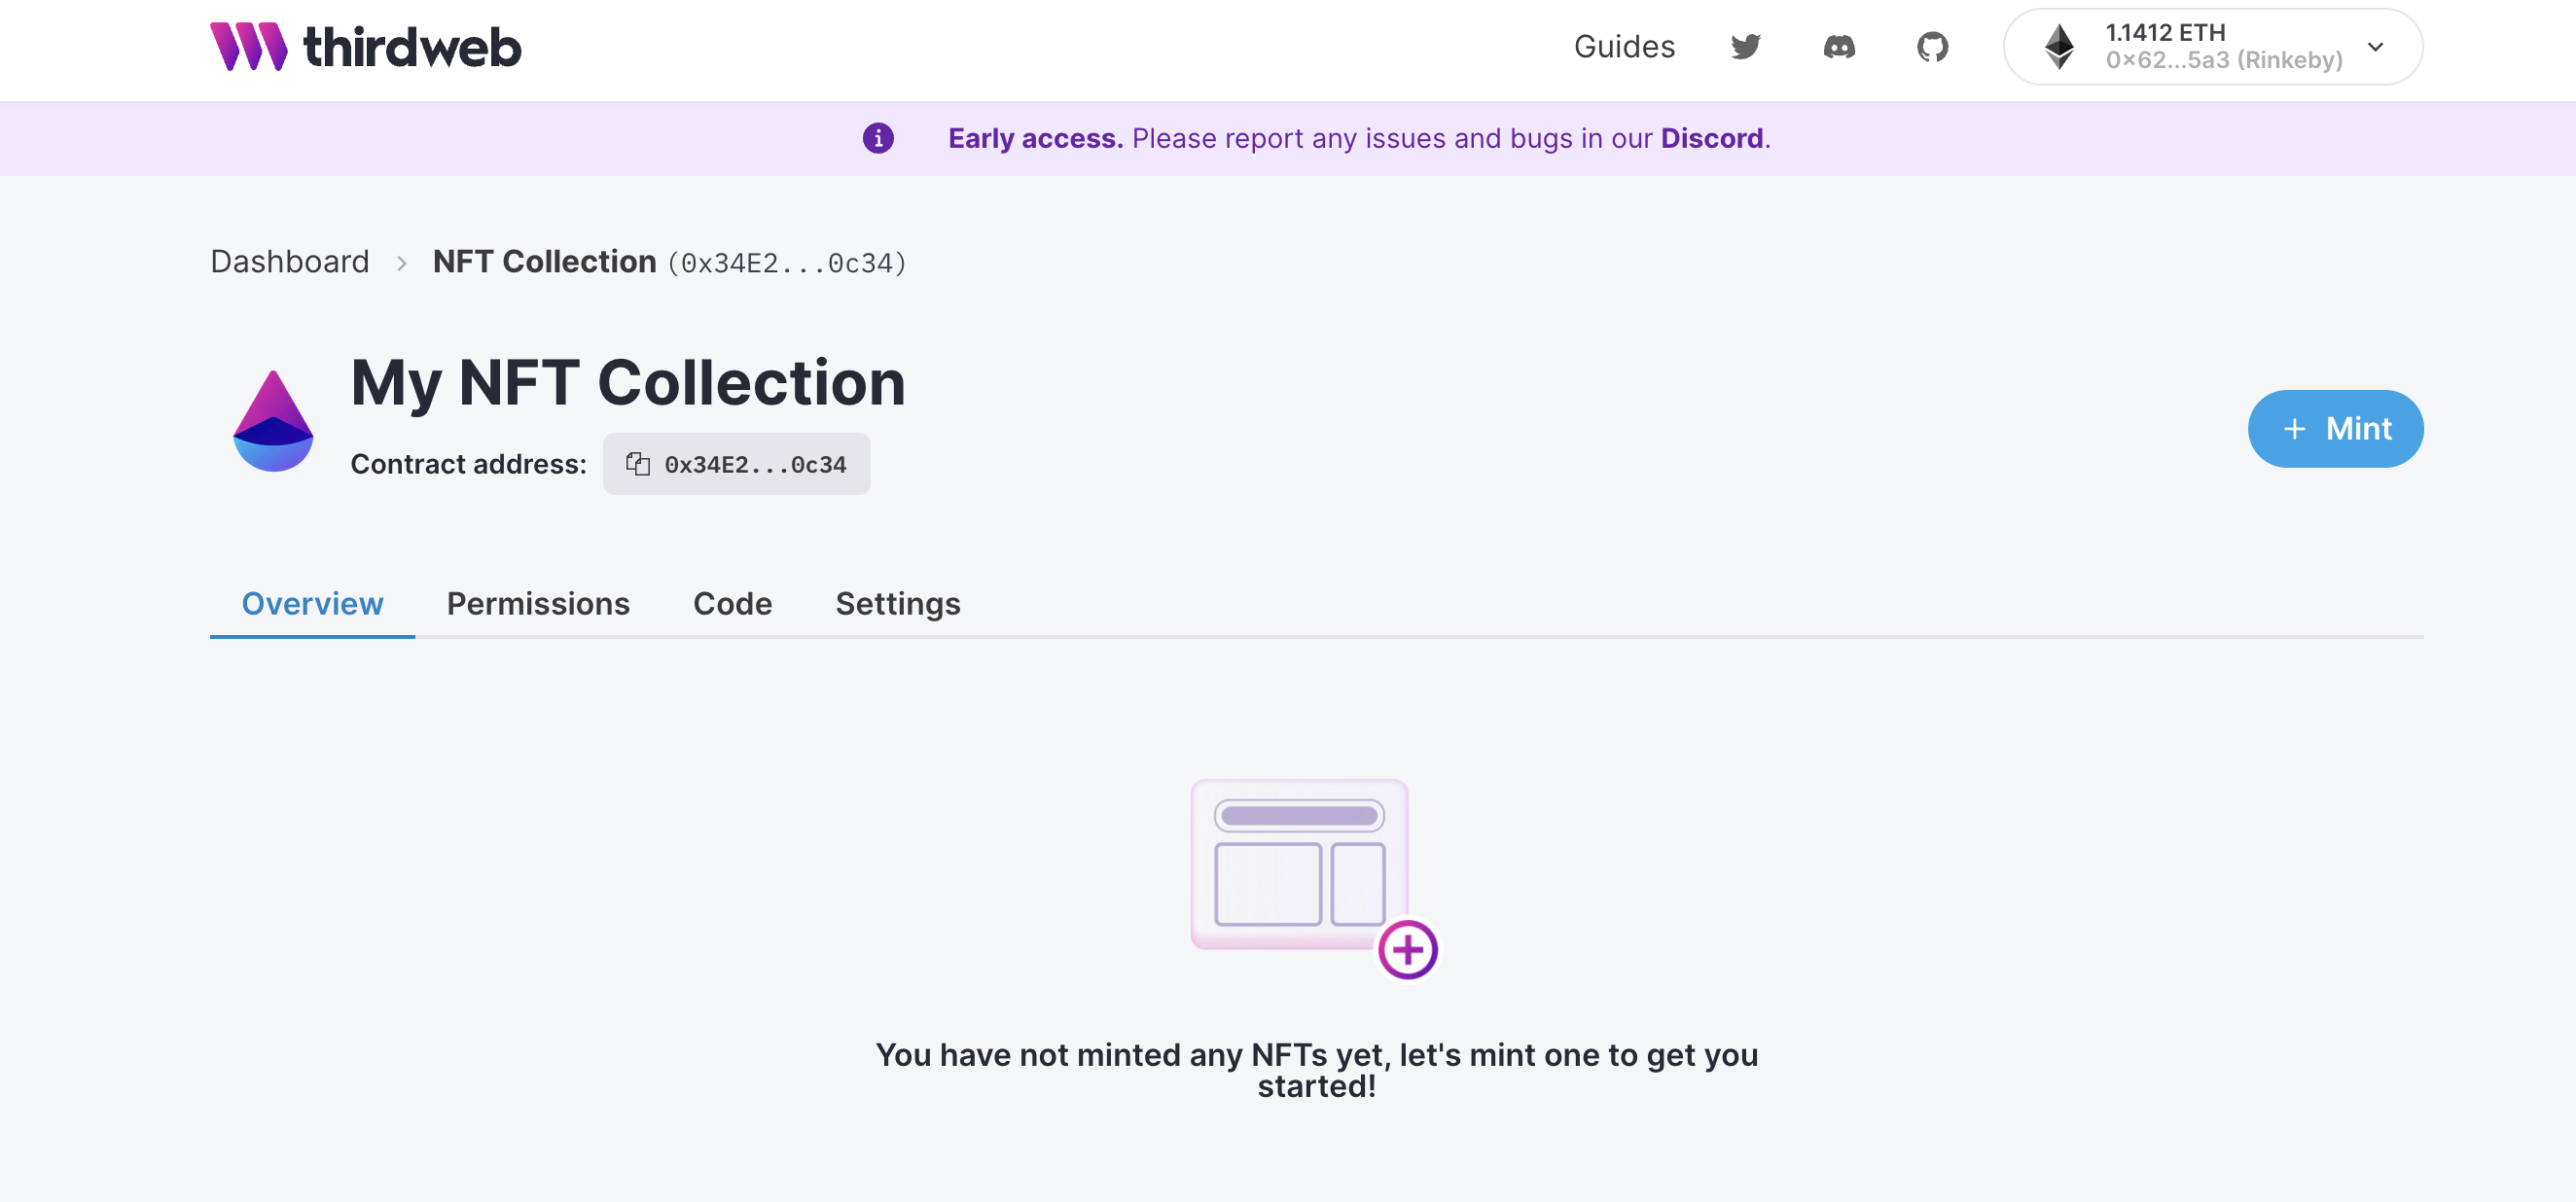 thirdweb
Guides
1.1412 ETH
0x62...5a3 (Rinkeby)
Early access. Please report any issues and bugs in our Discord.
Dashboard > NFT Collection (0x34E2...0c34)
My NFT Collection
+ Mint
Contract address: 0x34E2...0c34
Overview Permissions Code Settings
You have not minted any NFTs yet, let's mint one to get you
started!